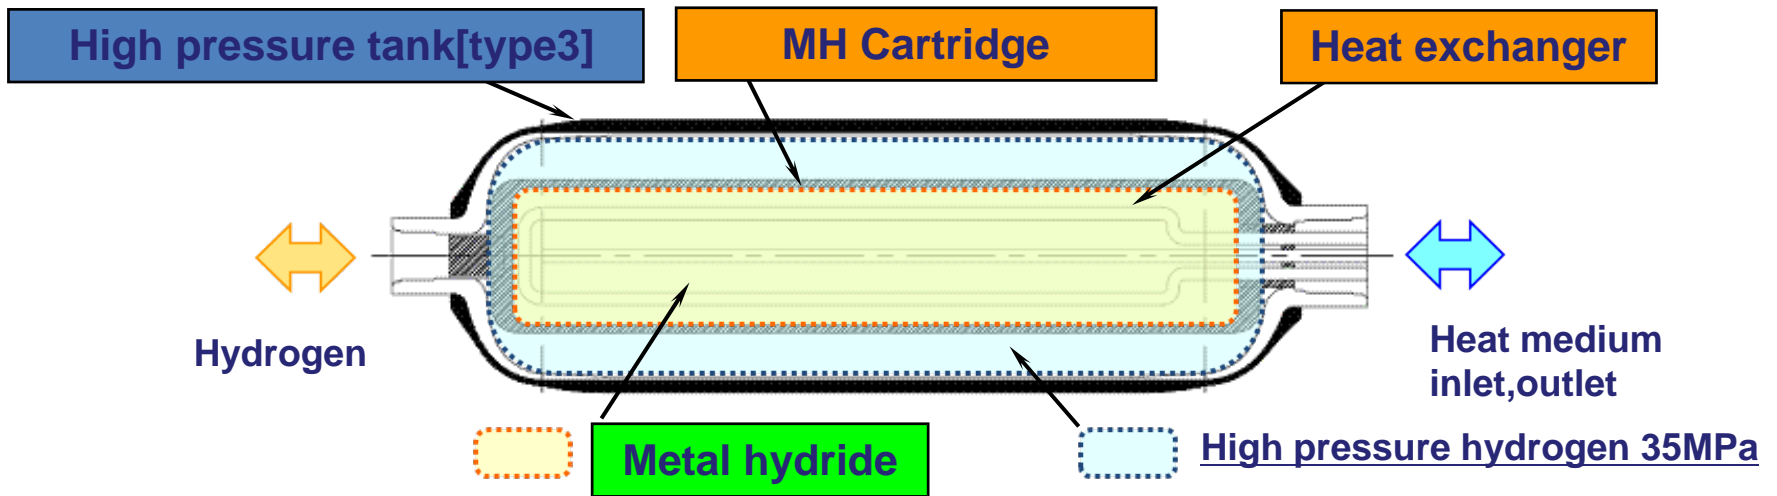 High pressure tank[type3]
MH Cartridge
Heat exchanger
Hydrogen
Heat medium
inlet,outlet
Metal hydride
High pressure hydrogen 35MPa